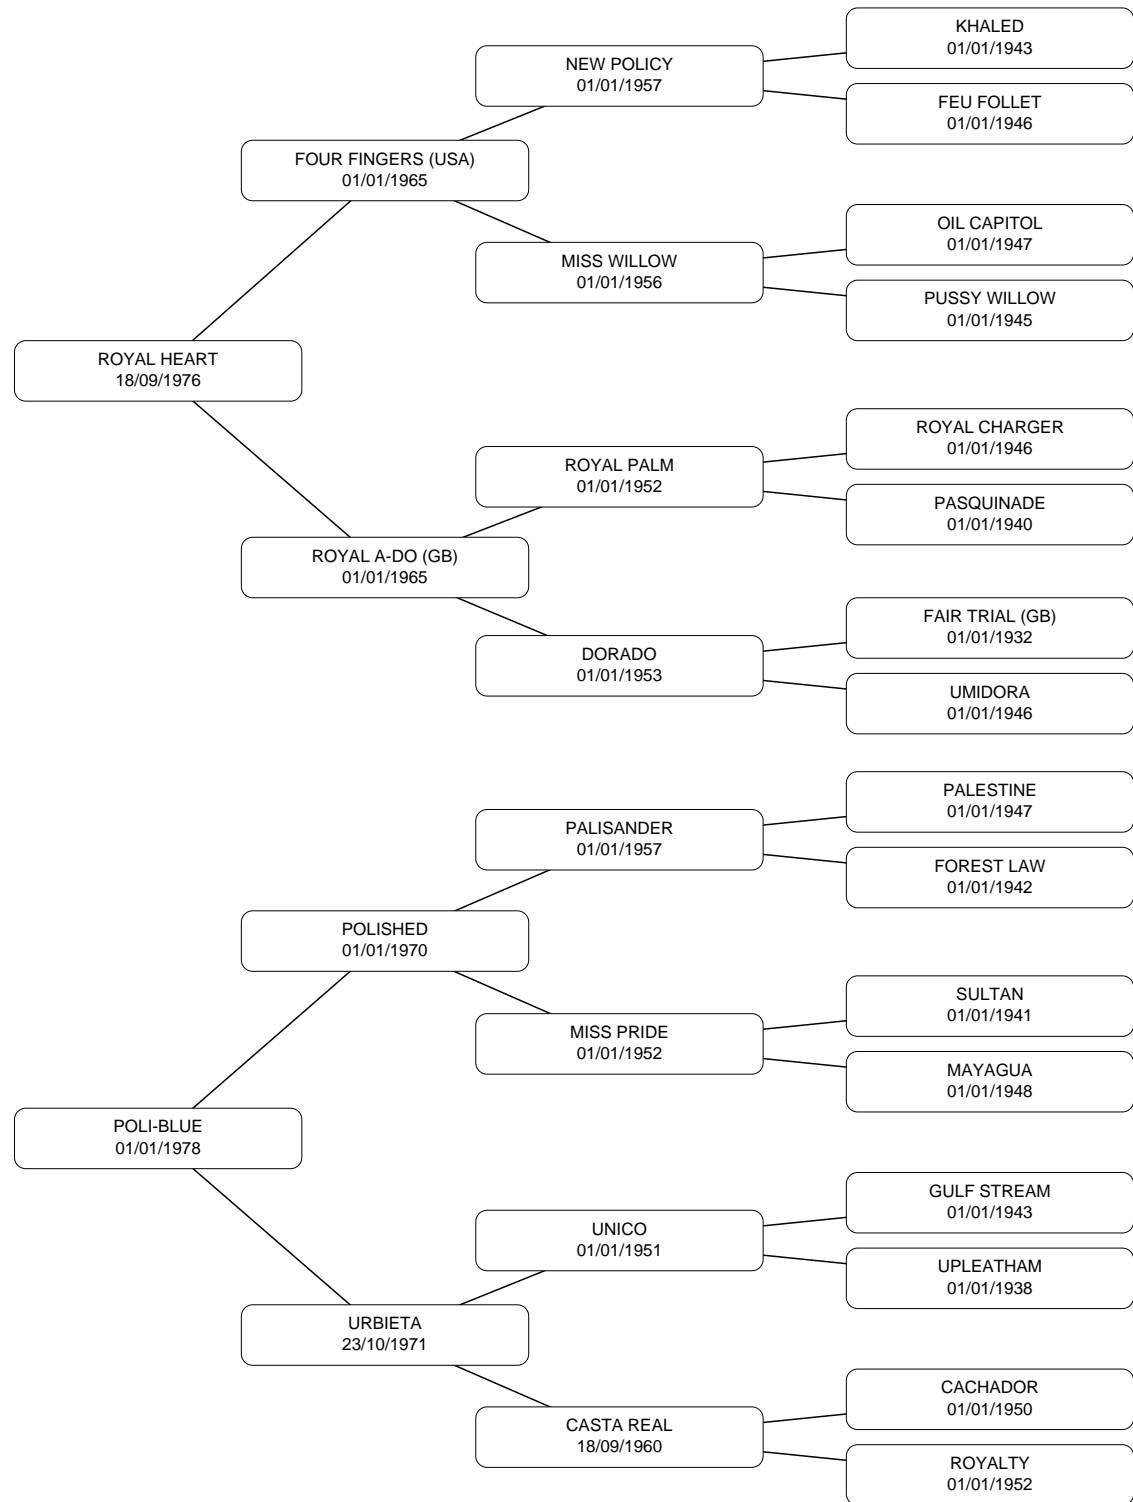 KHALED
01/01/1943
NEW POLICY
01/01/1957
FEU FOLLET
01/01/1946
FOUR FINGERS (USA)
01/01/1965
OIL CAPITOL
01/01/1947
MISS WILLOW
01/01/1956
PUSSY WILLOW
01/01/1945
ROYAL HEART
18/09/1976
ROYAL CHARGER
01/01/1946
ROYAL PALM
01/01/1952
PASQUINADE
01/01/1940
ROYAL A-DO (GB)
01/01/1965
FAIR TRIAL (GB)
01/01/1932
DORADO
01/01/1953
UMIDORA
01/01/1946
PALESTINE
01/01/1947
PALISANDER
01/01/1957
FOREST LAW
01/01/1942
POLISHED
01/01/1970
SULTAN
01/01/1941
MISS PRIDE
01/01/1952
MAYAGUA
01/01/1948
POLI-BLUE
01/01/1978
GULF STREAM
01/01/1943
UNICO
01/01/1951
UPLEATHAM
01/01/1938
URBIETA
23/10/1971
CACHADOR
01/01/1950
CASTA REAL
18/09/1960
ROYALTY
01/01/1952